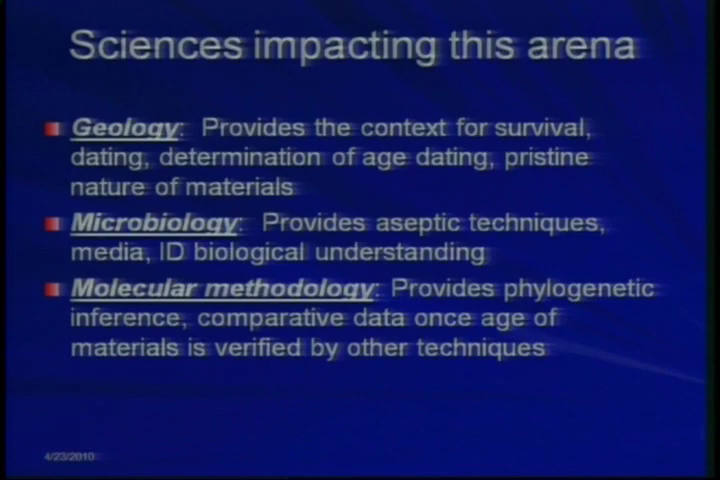 Sciences impacting this arena
Geology: Provides the context for survival,
dating, determination of age dating, pristine
nature of materials
Microbiology: Provides aseptic techniques,
media, ID biological understanding
Molecular methodology: Provides phylogenetic
inference, comparative data once age of
materials is verified by other techniques
4/23/2010